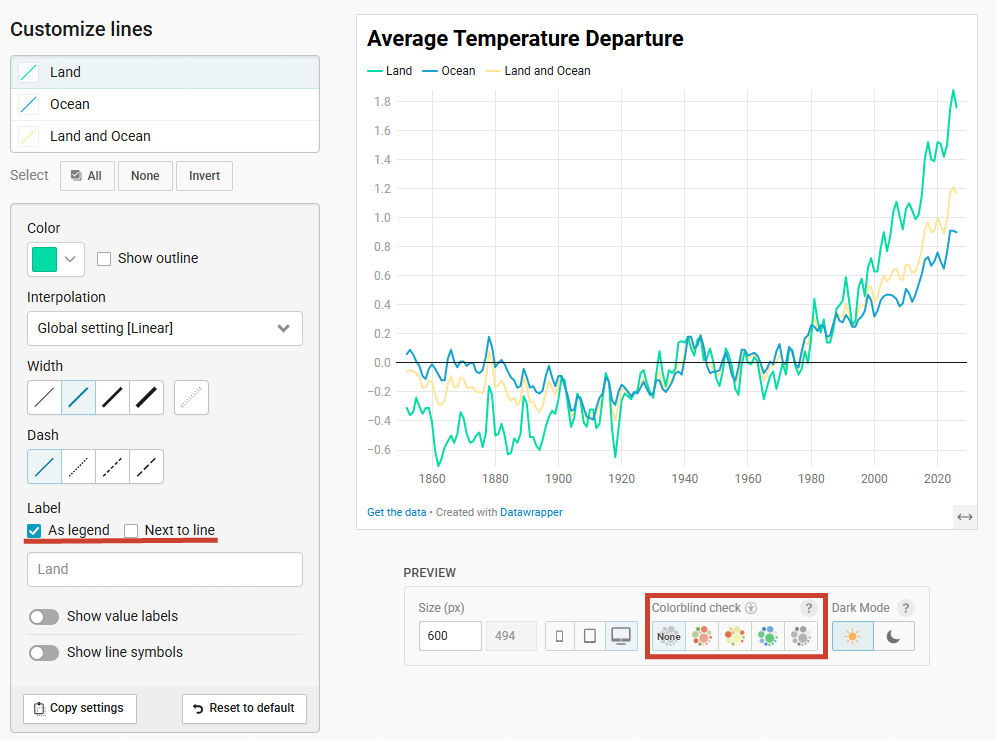 Customize lines
Land
Ocean
Land and Ocean
Select All None Invert
Color
Show outline
Interpolation
Global setting [Linear]
Width
Dash
Label
As legend Next to line
Land
Show value labels
Show line symbols
Copy settings Reset to default
Average Temperature Departure
Land Ocean Land and Ocean
1.8
1.6
1.4
1.2
1.0
0.8
0.6
0.4
0.2
0.0
−0.2
−0.4
−0.6
1860 1880 1900 1920 1940 1960 1980 2000 2020
Get the data • Created with Datawrapper
PREVIEW
Size (px) Colorblind check ? Dark Mode ?
600 494 None